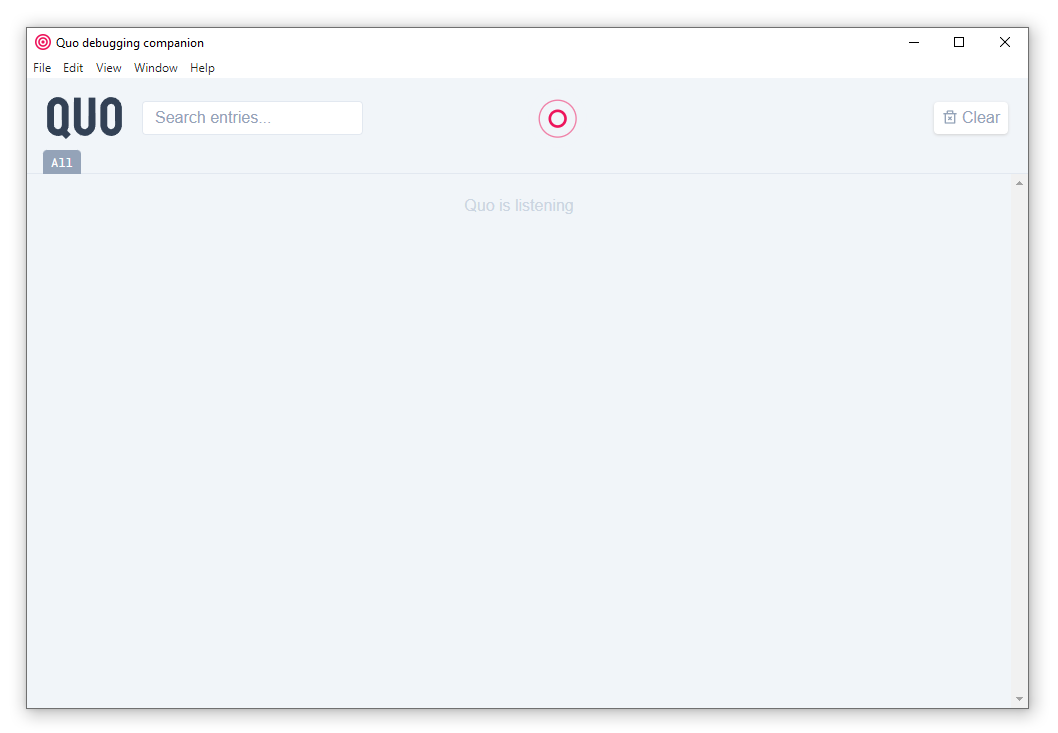 Quo debugging companion
File Edit View Window Help
QUO Search entries... Clear
All
Quo is listening